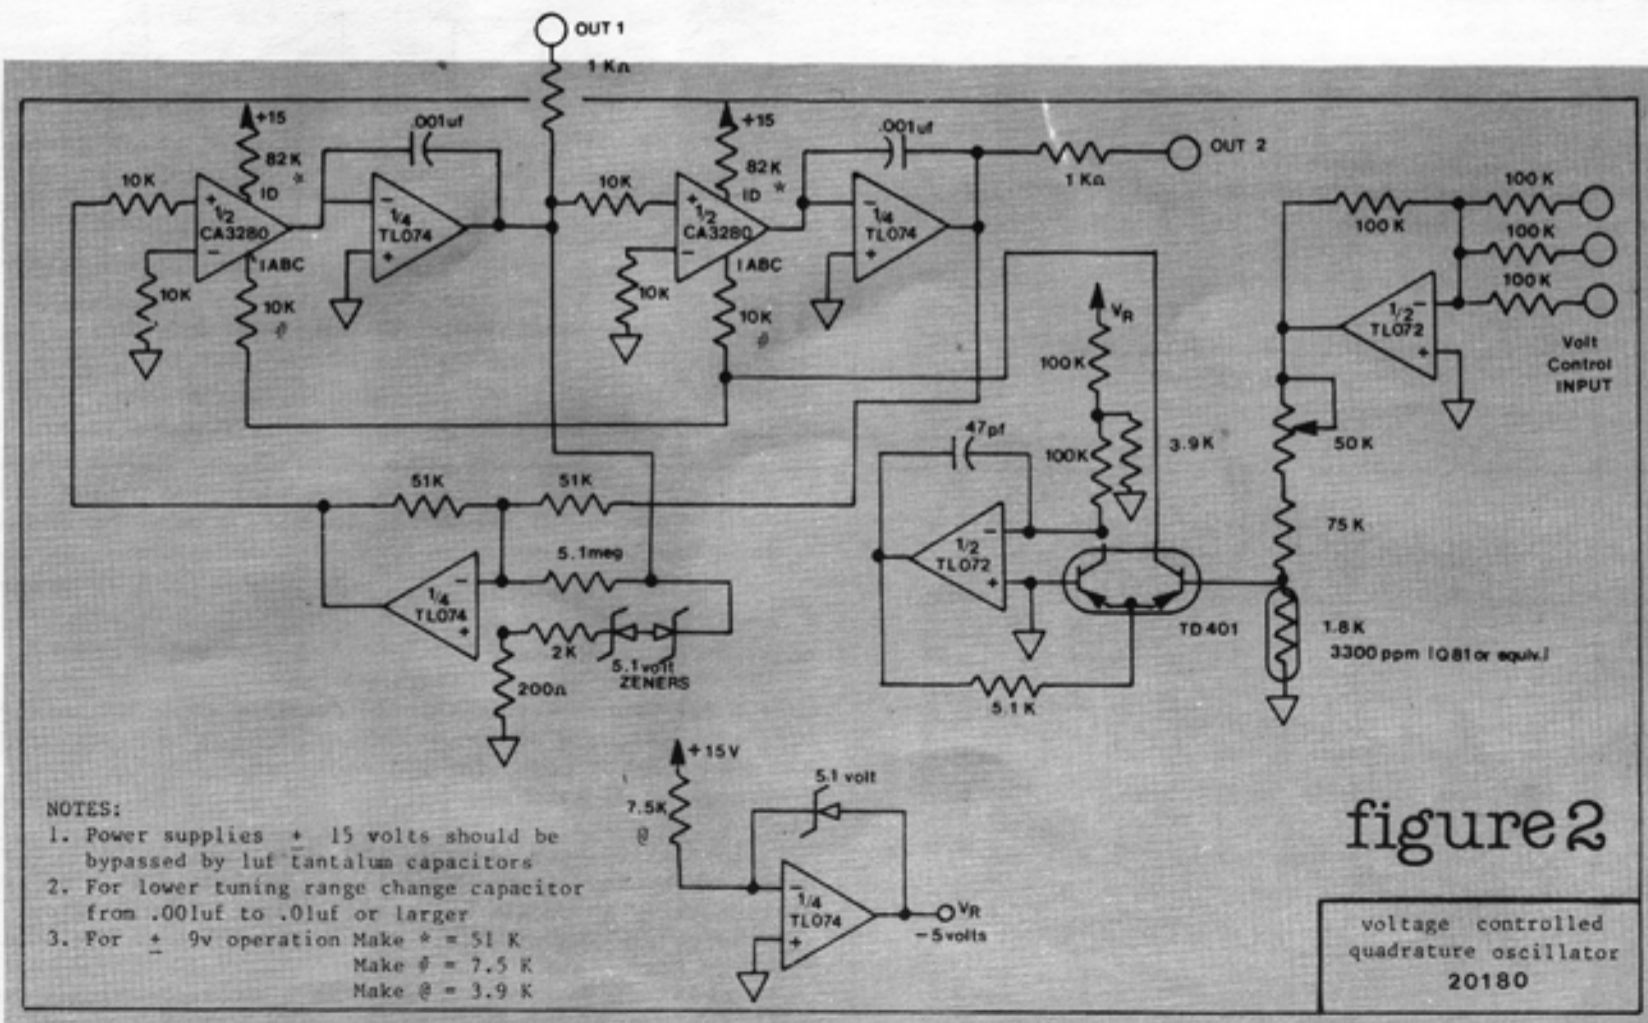 OUT 1
1 KΩ
+15
82K
*
ID
.001uf
10K
+
1/2
CA3280
-
IABC
10K
10K
#
-
1/4
TL074
+
+15
82K
*
ID
.001uf
10K
+
1/2
CA3280
-
IABC
10K
10K
#
-
1/4
TL074
+
1 KΩ
OUT 2
100 K
100 K
100 K
100 K
-
1/2
TL072
+
Volt
Control
INPUT
VR
100K
100K
3.9 K
47pf
-
1/2
TL072
+
TD401
5.1 K
50K
75 K
1.8K
3300 ppm (Q81 or equiv.)
51K
51K
5.1meg
-
1/4
TL074
+
2K
5.1volt
ZENERS
200Ω
+15V
7.5K
@
5.1 volt
-
1/4
TL074
+
VR
-5volts
NOTES:
1. Power supplies ± 15 volts should be
bypassed by 1uf tantalum capacitors
2. For lower tuning range change capacitor
from .001uf to .01uf or larger
3. For ± 9v operation Make * = 51 K
Make # = 7.5 K
Make @ = 3.9 K
figure 2
voltage controlled
quadrature oscillator
20180